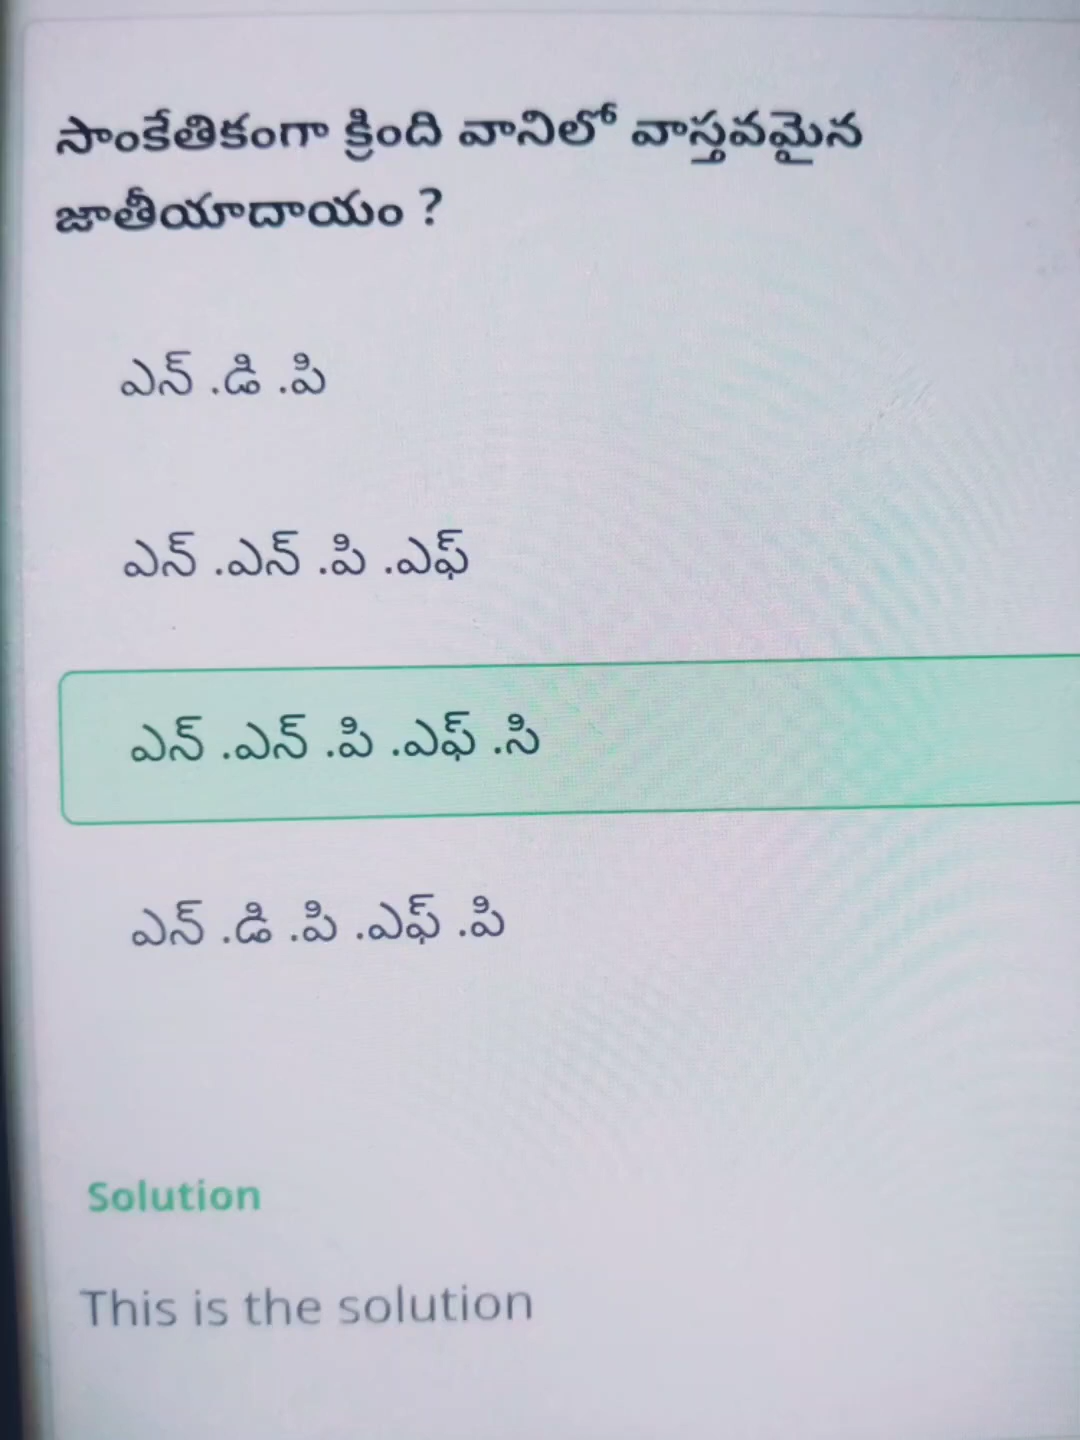 సాంకేతికంగా క్రింది వానిలో వాస్తవమైన
జాతీయాదాయం ?
ఎన్ .డి .పి
ఎన్ .ఎన్ .పి .ఎఫ్
ఎన్ .ఎన్ .పి .ఎఫ్ .సి
ఎన్ .డి .పి .ఎఫ్ .పి
Solution
This is the solution